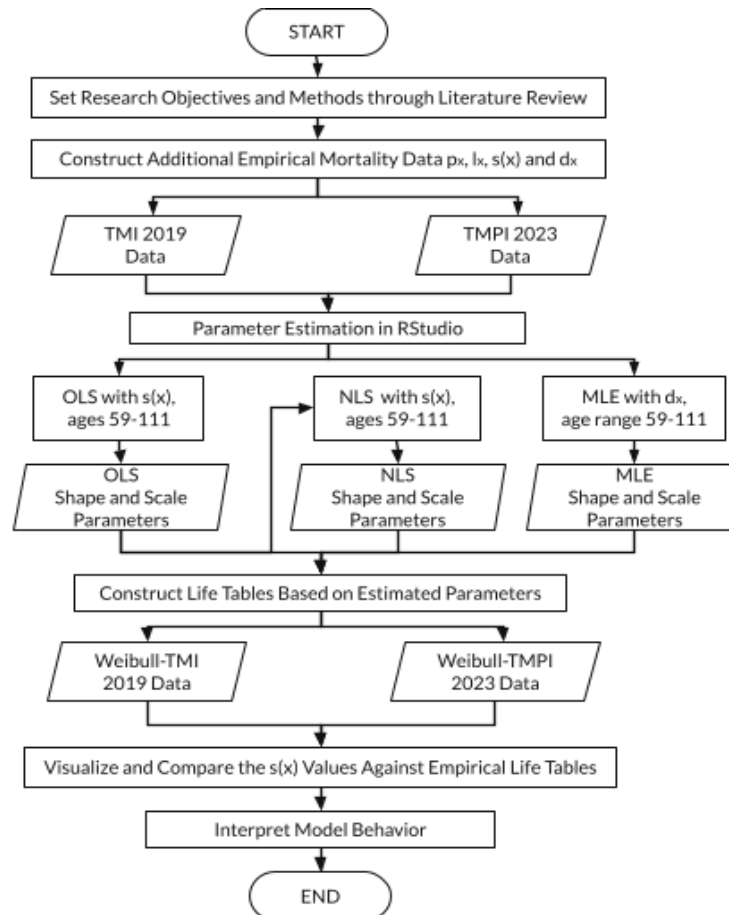 START
Set Research Objectives and Methods through Literature Review
Construct Additional Empirical Mortality Data pₓ, lₓ, s(x) and dₓ
TMI 2019
Data
TMPI 2023
Data
Parameter Estimation in RStudio
OLS with s(x),
ages 59-111
NLS with s(x),
ages 59-111
MLE with dₓ,
age range 59-111
OLS
Shape and Scale
Parameters
NLS
Shape and Scale
Parameters
MLE
Shape and Scale
Parameters
Construct Life Tables Based on Estimated Parameters
Weibull-TMI
2019 Data
Weibull-TMPI
2023 Data
Visualize and Compare the s(x) Values Against Empirical Life Tables
Interpret Model Behavior
END